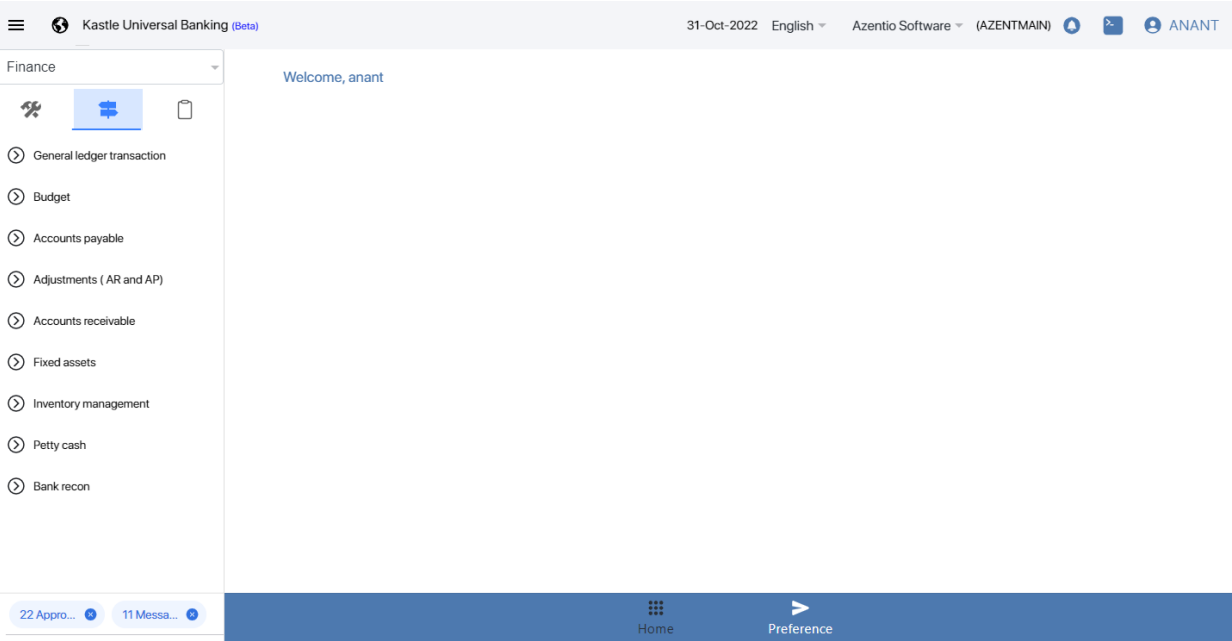 Kastle Universal Banking (Beta) 31-Oct-2022 English Azentio Software (AZENTMAIN) ANANT
Finance
Welcome, anant
General ledger transaction
Budget
Accounts payable
Adjustments ( AR and AP)
Accounts receivable
Fixed assets
Inventory management
Petty cash
Bank recon
22 Appro... 11 Messa...
Home Preference